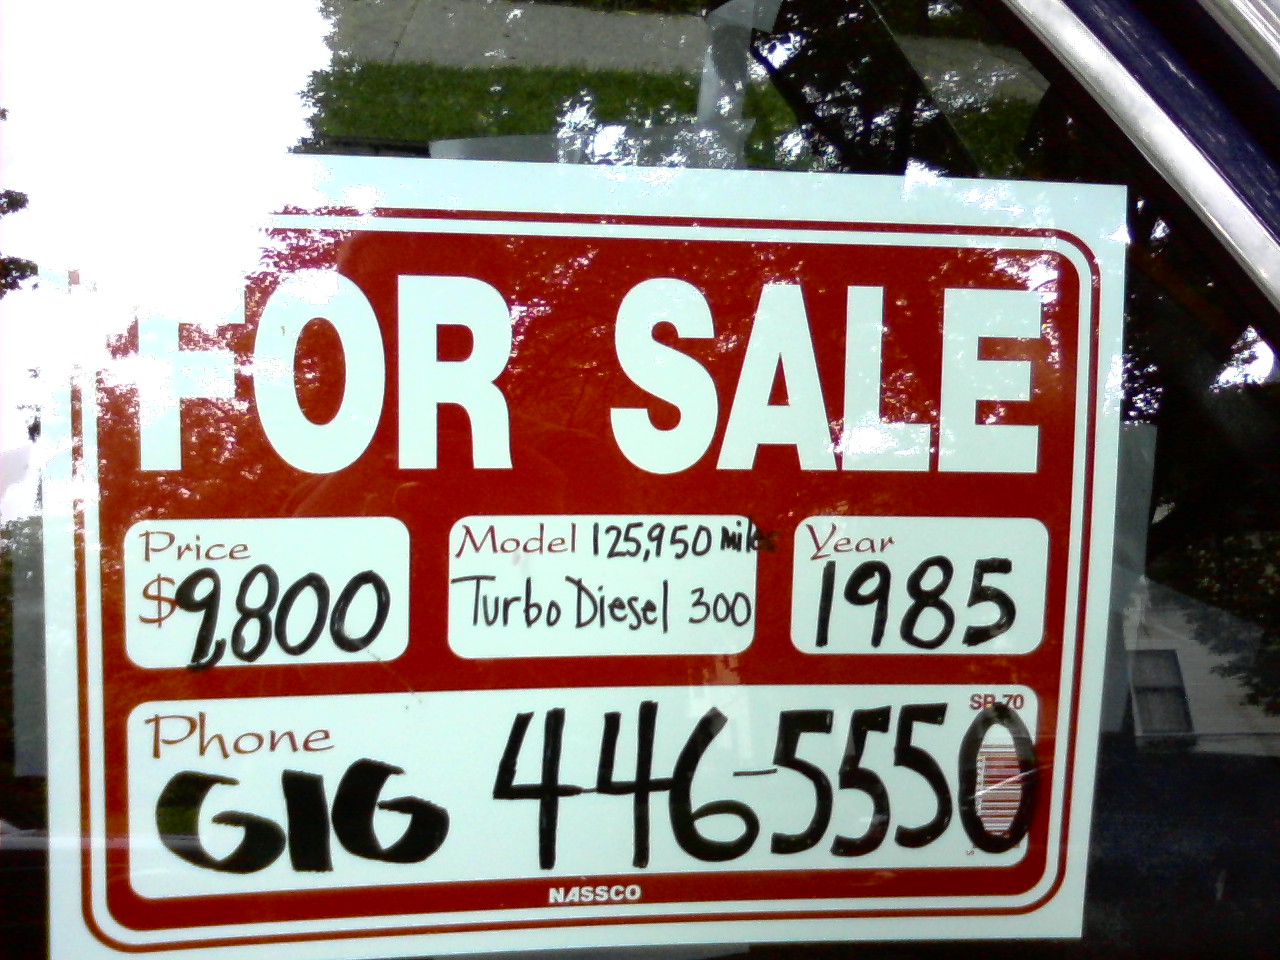 FOR SALE
Price
$9,800
Model 125,950 miles
Turbo Diesel 300
Year
1985
SR-70
Phone
616 446-5550
NASSCO